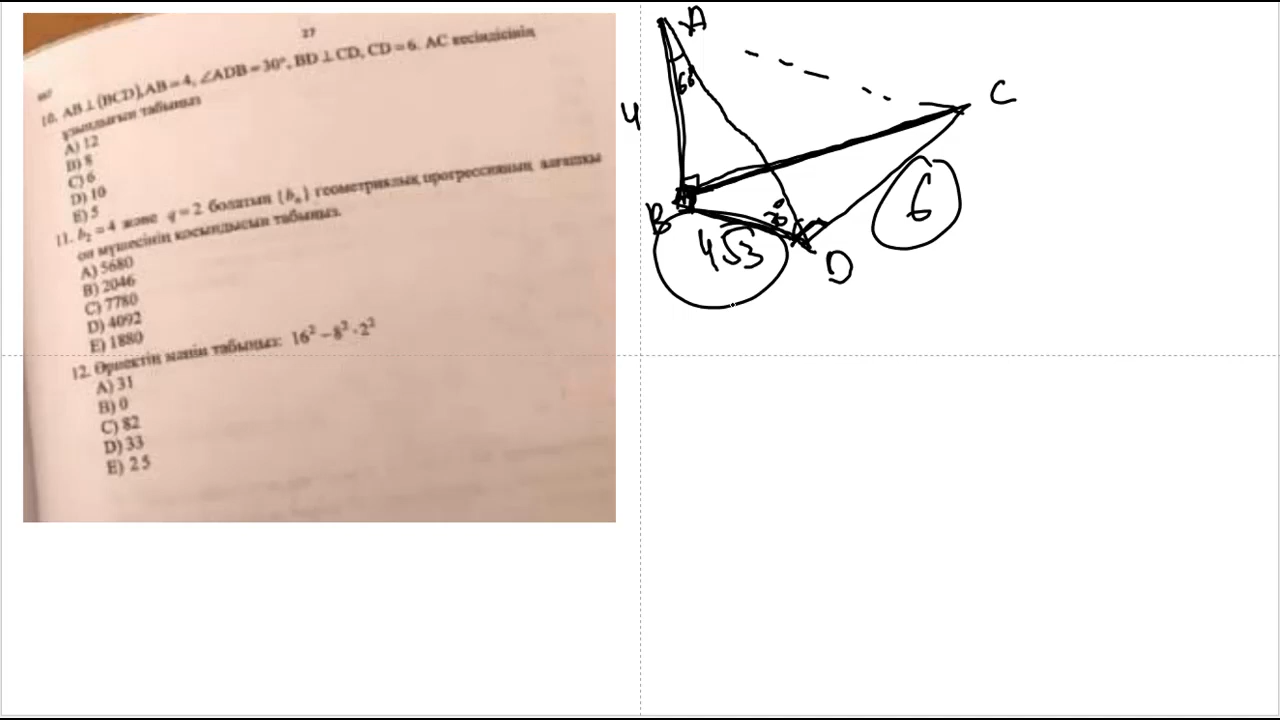 27
10. AB ⊥ (BCD), AB = 4, ∠ADB = 30°, BD ⊥ CD, CD = 6. AC кесіндісінің
ұзындығын табыңыз
A) 12
B) 8
C) 6
D) 10
E) 5
11. b₂ = 4 және q = 2 болатын {bₙ} геометриялық прогрессияның алғашқы
он мүшесінің қосындысын табыңыз.
A) 5680
B) 2046
C) 7780
D) 4092
E) 1880
12. Өрнектің мәнін табыңыз: 16² − 8² · 2²
A) 31
B) 0
C) 82
D) 33
E) 25
A
60°
4
C
B
30°
6
4√3
D